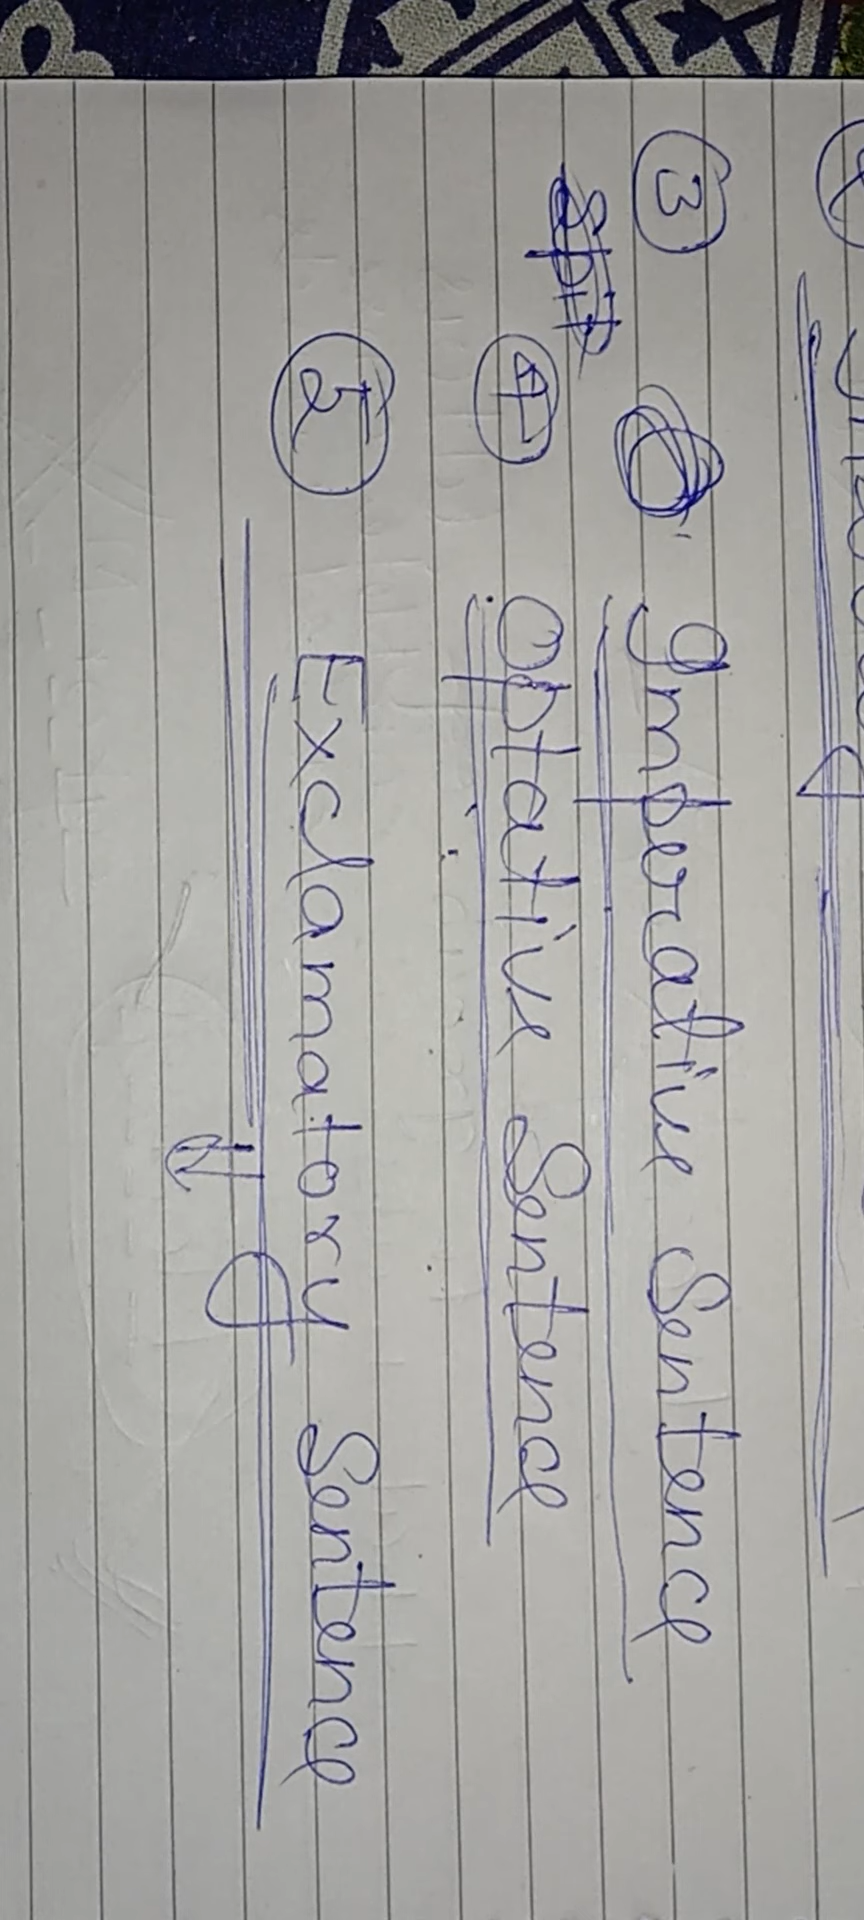 ③ Imperative Sentence
④ Optative Sentence
⑤ Exclamatory Sentence